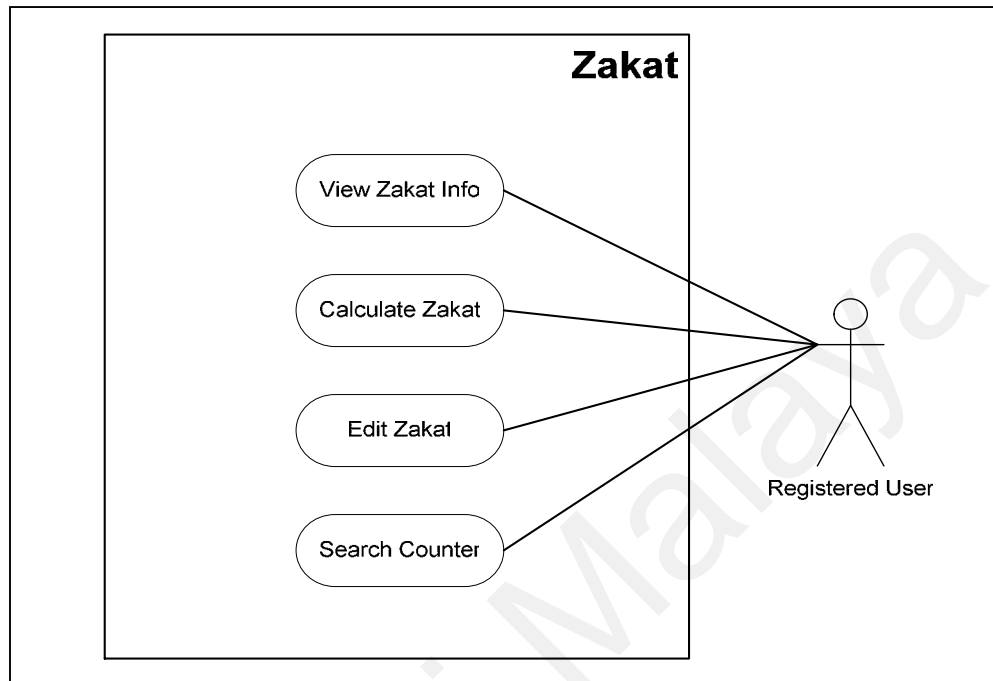 Zakat
View Zakat Info
Calculate Zakat
Edit Zakat
Search Counter
Registered User
Malaya